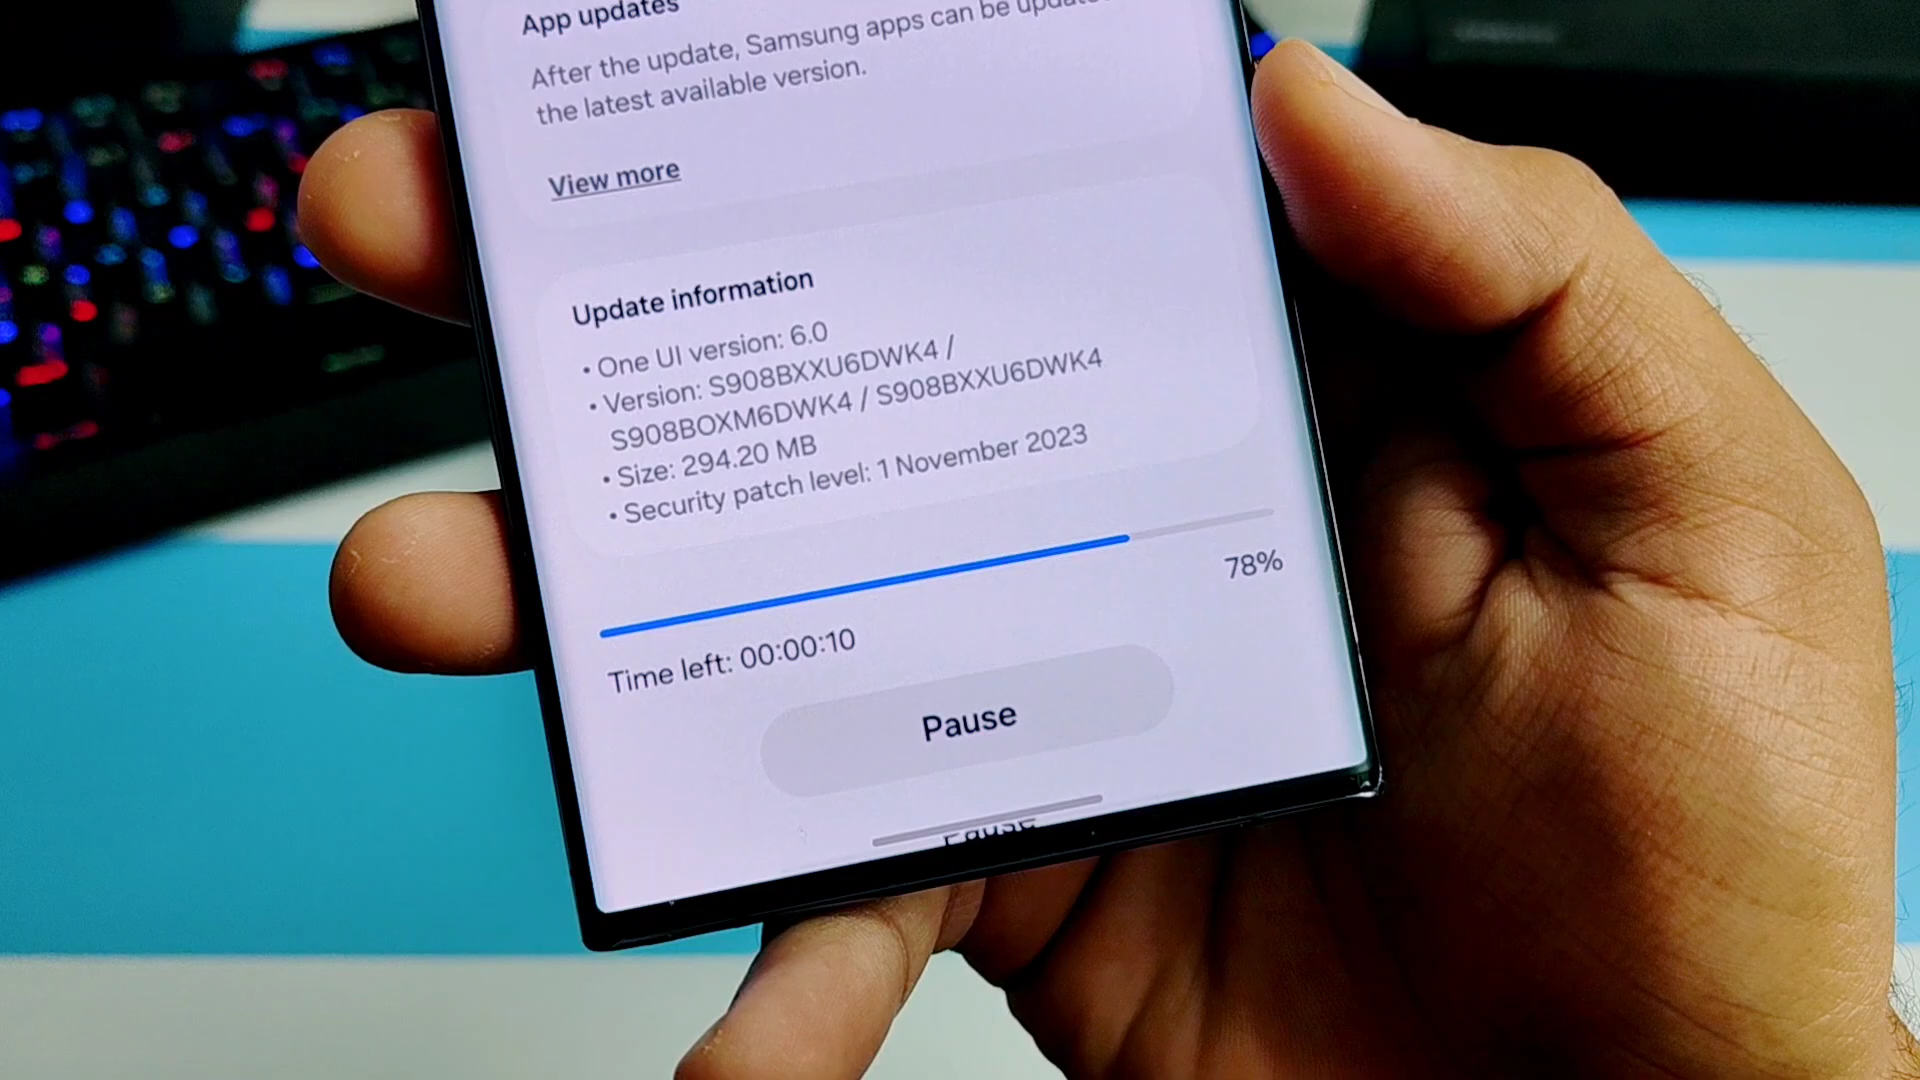 App updates
After the update, Samsung apps can be
the latest available version.
View more
Update information
• One UI version: 6.0
• Version: S908BXXU6DWK4 /
S908BOXM6DWK4 / S908BXXU6DWK4
• Size: 294.20 MB
• Security patch level: 1 November 2023
78%
Time left: 00:00:10
Pause
Pause